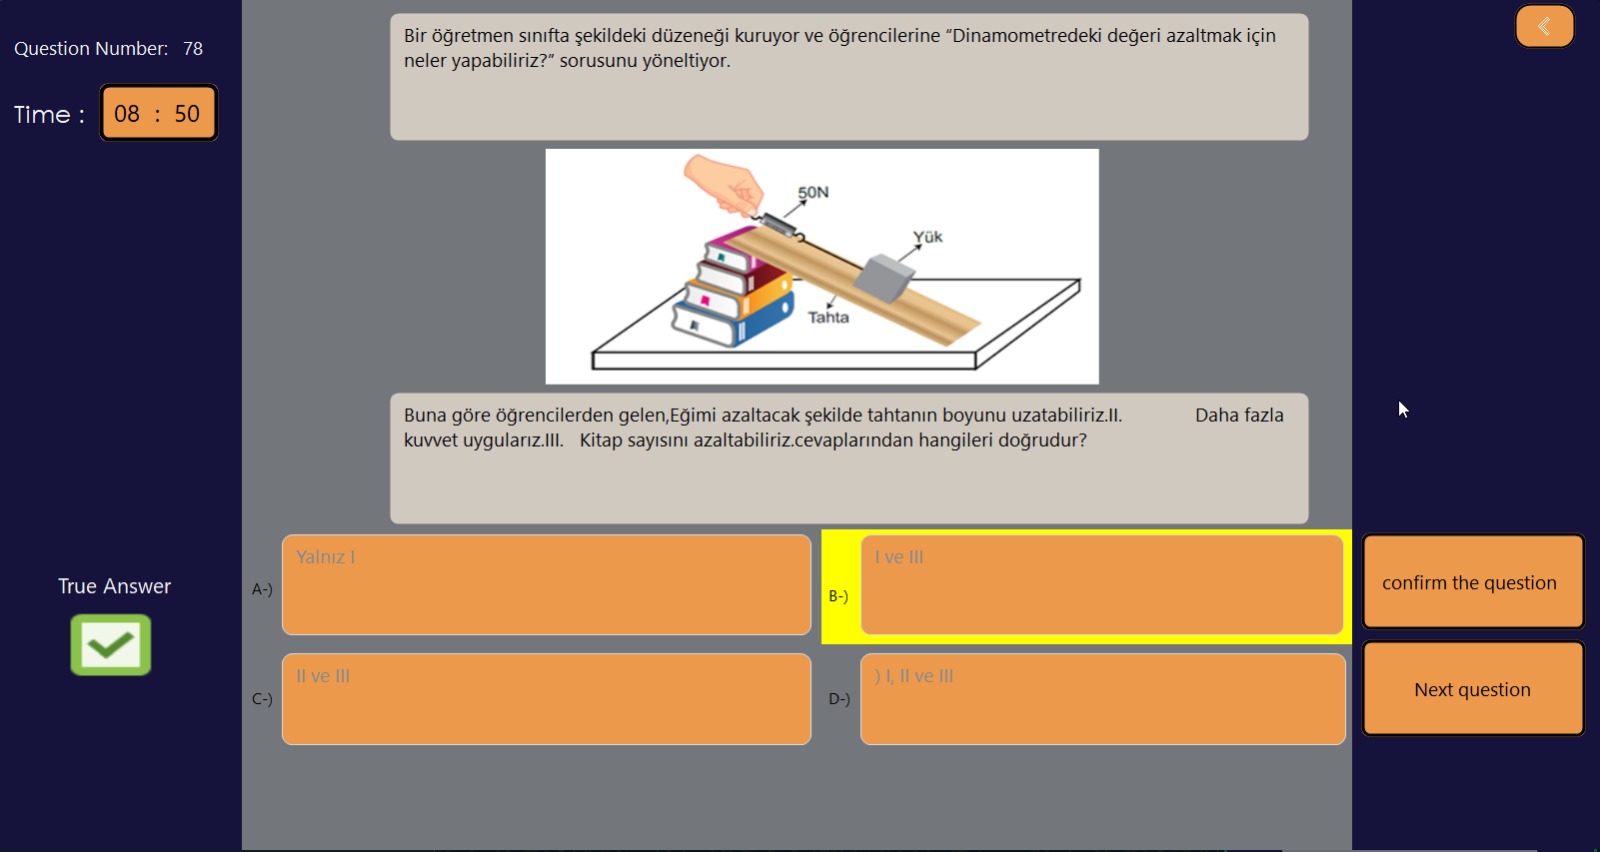 Question Number: 78
Time : 08 : 50
Bir öğretmen sınıfta şekildeki düzeneği kuruyor ve öğrencilerine “Dinamometredeki değeri azaltmak için
neler yapabiliriz?” sorusunu yöneltiyor.
50N
Yük
Tahta
Buna göre öğrencilerden gelen,Eğimi azaltacak şekilde tahtanın boyunu uzatabiliriz.II. Daha fazla
kuvvet uygularız.III. Kitap sayısını azaltabiliriz.cevaplarından hangileri doğrudur?
True Answer
A-) Yalnız I
B-) I ve III
C-) II ve III
D-) ) I, II ve III
confirm the question
Next question